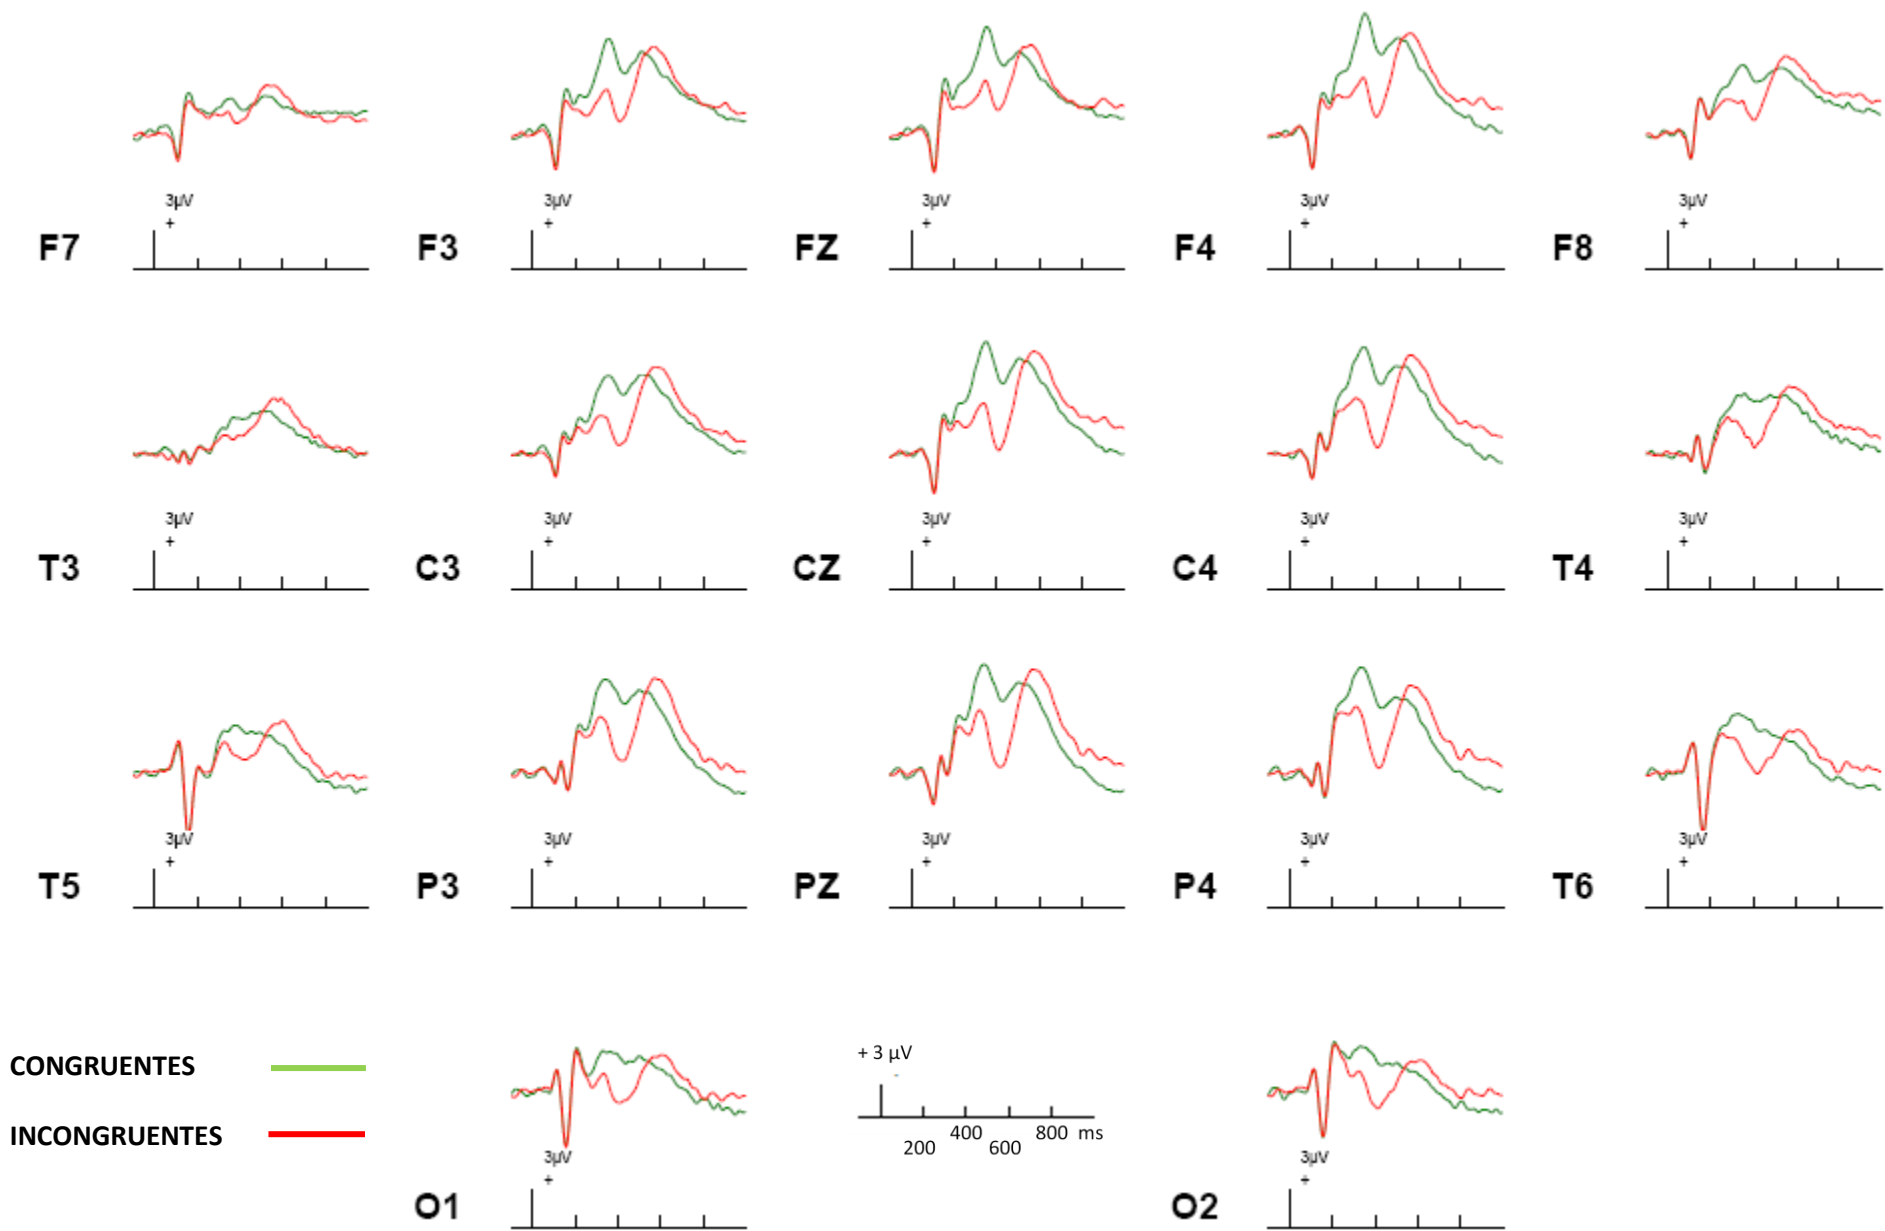 3µV
+
F7
3µV
+
F3
3µV
+
FZ
3µV
+
F4
3µV
+
F8
3µV
+
T3
3µV
+
C3
3µV
+
CZ
3µV
+
C4
3µV
+
T4
3µV
+
T5
3µV
+
P3
3µV
+
PZ
3µV
+
P4
3µV
+
T6
CONGRUENTES
INCONGRUENTES
3µV
+
O1
+ 3 µV
200 400 600 800 ms
3µV
+
O2